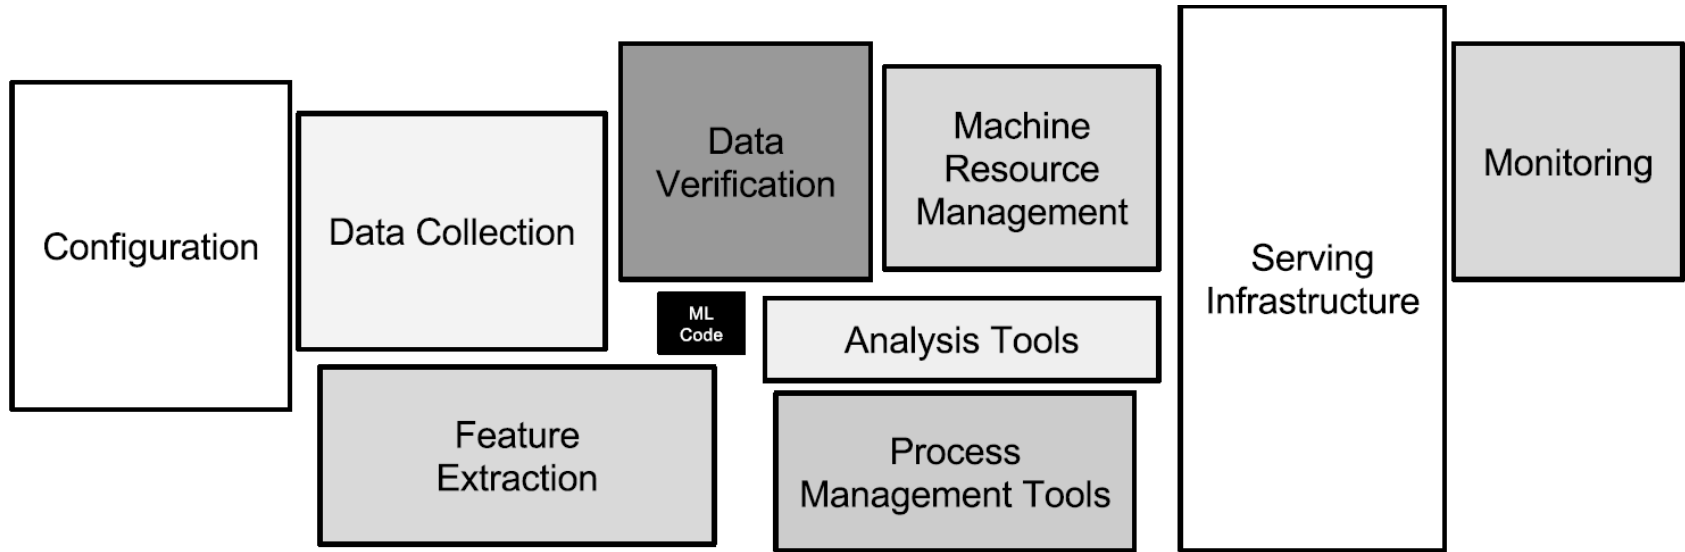 Configuration
Data Collection
Data
Verification
Machine
Resource
Management
Monitoring
Serving
Infrastructure
ML
Code
Analysis Tools
Feature
Extraction
Process
Management Tools